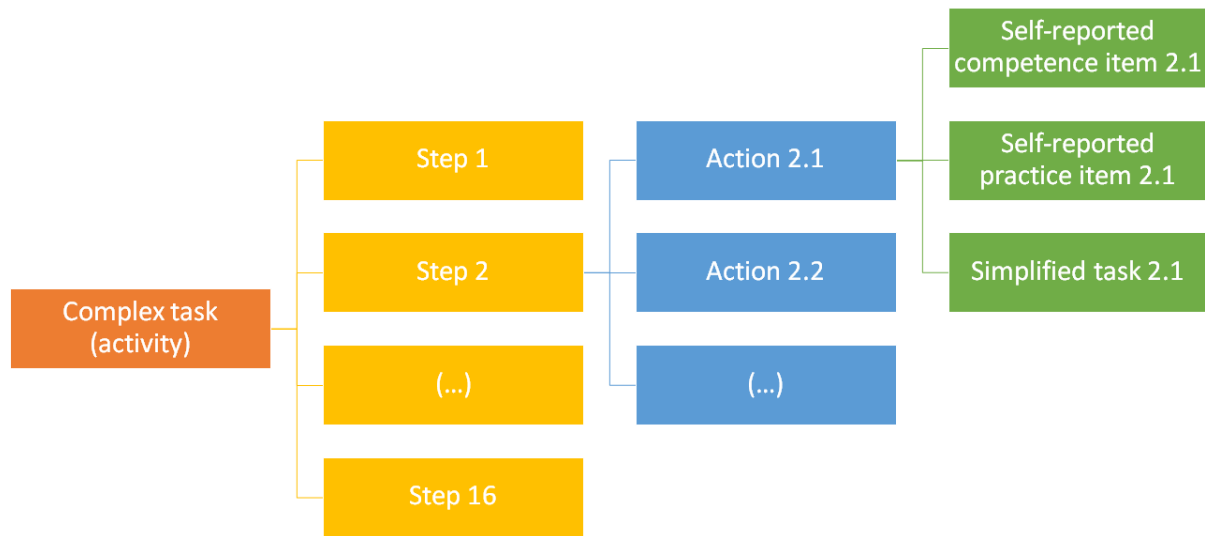 Complex task
(activity)
Step 1
Step 2
(...)
Step 16
Action 2.1
Action 2.2
(...)
Self-reported
competence item 2.1
Self-reported
practice item 2.1
Simplified task 2.1